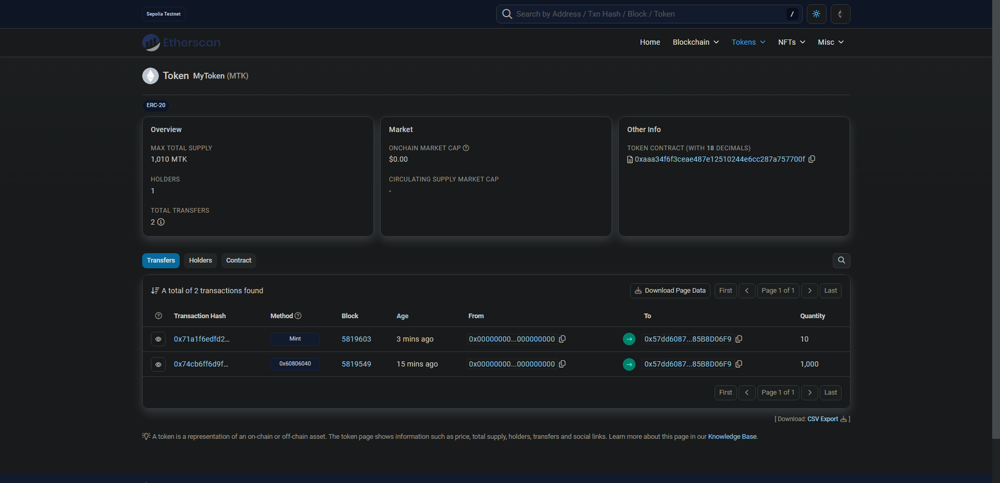 Sepolia Testnet
Search by Address / Txn Hash / Block / Token
/
Etherscan
Home Blockchain Tokens NFTs Misc
Token MyToken (MTK)
ERC-20
Overview
MAX TOTAL SUPPLY
1,010 MTK
HOLDERS
1
TOTAL TRANSFERS
2
Market
ONCHAIN MARKET CAP
$0.00
CIRCULATING SUPPLY MARKET CAP
-
Other Info
TOKEN CONTRACT (WITH 18 DECIMALS)
0xaaa34f6f3ceae487e12510244e6cc287a757700f
Transfers Holders Contract
A total of 2 transactions found
Download Page Data First Page 1 of 1 Last
Transaction Hash Method Block Age From To Quantity
0x71a1f6edfd2... Mint 5819603 3 mins ago 0x00000000...000000000 0x57dd6087...85B8D06F9 10
0x74cb6ff6d9f... 0x60806040 5819549 15 mins ago 0x00000000...000000000 0x57dd6087...85B8D06F9 1,000
First Page 1 of 1 Last
[ Download: CSV Export ]
A token is a representation of an on-chain or off-chain asset. The token page shows information such as price, total supply, holders, transfers and social links. Learn more about this page in our Knowledge Base.